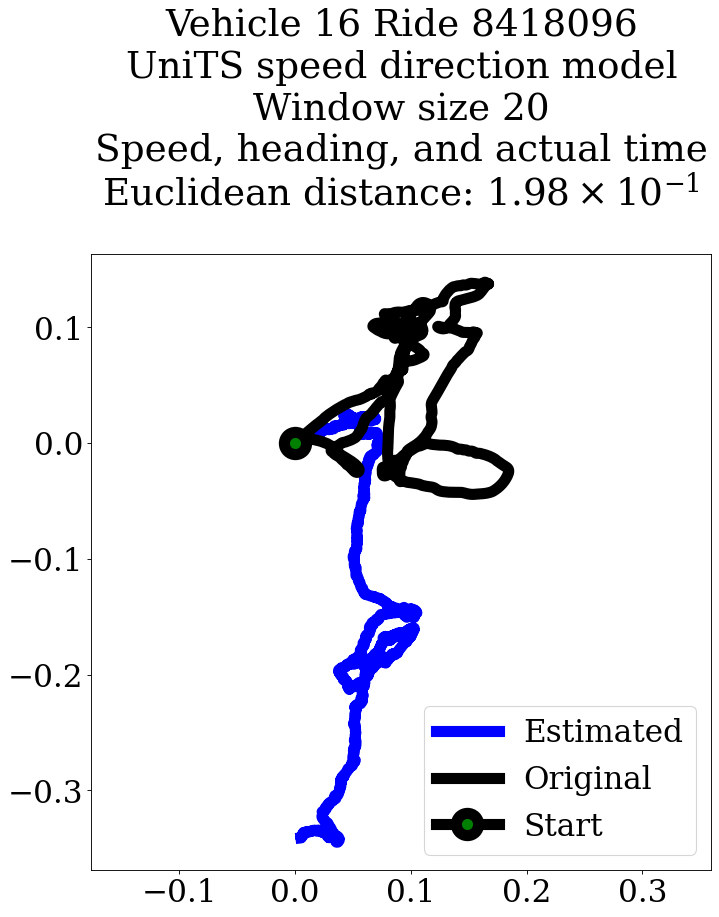 Vehicle 16 Ride 8418096
UniTS speed direction model
Window size 20
Speed, heading, and actual time
Euclidean distance: 1.98 × 10⁻¹
0.1
0.0
−0.1
−0.2
−0.3
Estimated
Original
Start
−0.1 0.0 0.1 0.2 0.3